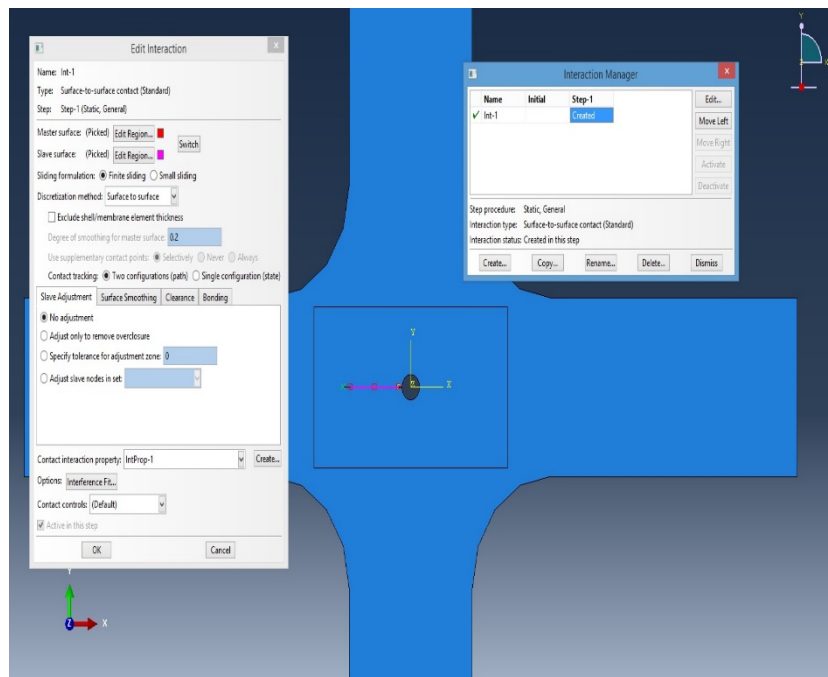 Edit Interaction
x
Name: Int-1
Type: Surface-to-surface contact (Standard)
Step: Step-1 (Static, General)
Master surface: (Picked) Edit Region...
Switch
Slave surface: (Picked) Edit Region...
Sliding formulation: Finite sliding Small sliding
Discretization method: Surface to surface
Exclude shell/membrane element thickness
Degree of smoothing for master surface: 0.2
Use supplementary contact points: Selectively Never Always
Contact tracking: Two configurations (path) Single configuration (state)
Slave Adjustment Surface Smoothing Clearance Bonding
No adjustment
Adjust only to remove overclosure
Specify tolerance for adjustment zone: 0
Adjust slave nodes in set:
Contact interaction property: IntProp-1 Create...
Options: Interference Fit...
Contact controls: (Default)
Active in this step
OK Cancel
Interaction Manager
x
Name Initial Step-1
Int-1 Created
Edit...
Move Left
Move Right
Activate
Deactivate
Step procedure: Static, General
Interaction type: Surface-to-surface contact (Standard)
Interaction status: Created in this step
Create... Copy... Rename... Delete... Dismiss
Y
X
Y
Z
X
Y
Z
X